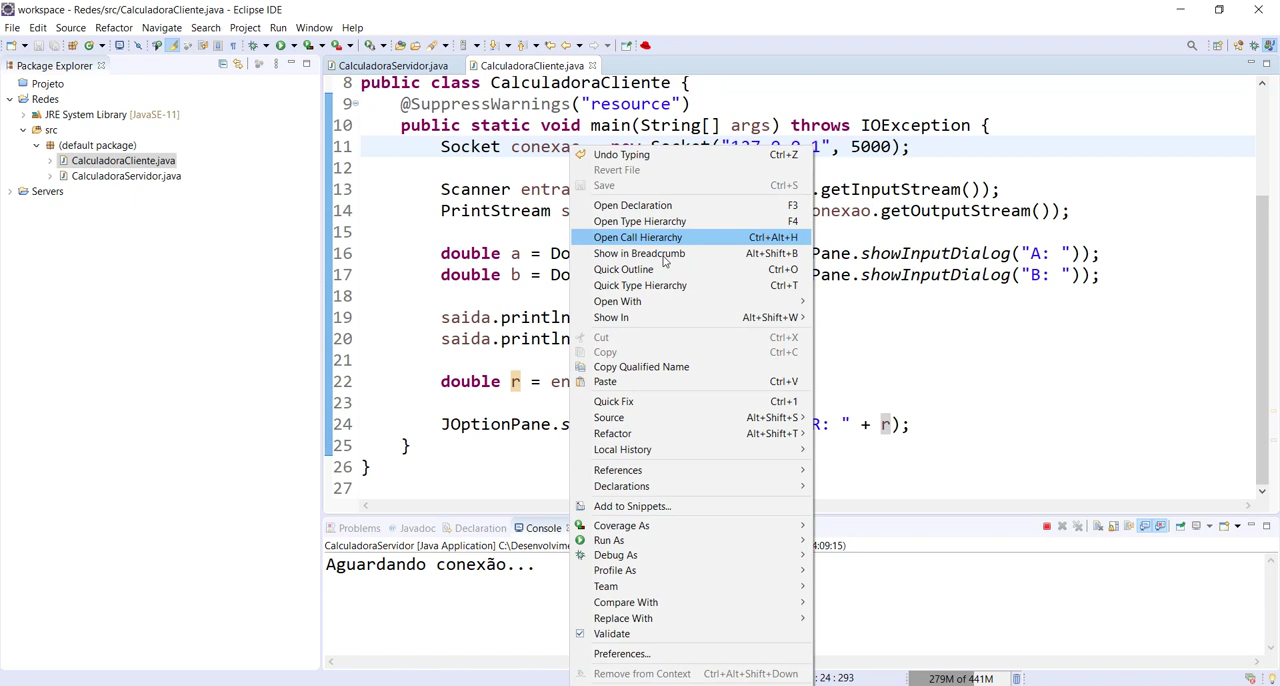 workspace - Redes/src/CalculadoraCliente.java - Eclipse IDE
File Edit Source Refactor Navigate Search Project Run Window Help
Package Explorer
CalculadoraServidor.java CalculadoraCliente.java
Projeto
Redes
JRE System Library [JavaSE-11]
src
(default package)
CalculadoraCliente.java
CalculadoraServidor.java
Servers
8 public class CalculadoraCliente {
9 @SuppressWarnings("resource")
10 public static void main(String[] args) throws IOException {
11 Socket conexao = new Socket("127.0.0.1", 5000);
12
13 Scanner entra .getInputStream());
14 PrintStream s onexao.getOutputStream());
15
16 double a = Do Pane.showInputDialog("A: "));
17 double b = Do Pane.showInputDialog("B: "));
18
19 saida.println
20 saida.println
21
22 double r = en
23
24 JOptionPane.s R: " + r);
25 }
26 }
27
Undo Typing Ctrl+Z
Revert File
Save Ctrl+S
Open Declaration F3
Open Type Hierarchy F4
Open Call Hierarchy Ctrl+Alt+H
Show in Breadcrumb Alt+Shift+B
Quick Outline Ctrl+O
Quick Type Hierarchy Ctrl+T
Open With
Show In Alt+Shift+W
Cut Ctrl+X
Copy Ctrl+C
Copy Qualified Name
Paste Ctrl+V
Quick Fix Ctrl+1
Source Alt+Shift+S
Refactor Alt+Shift+T
Local History
References
Declarations
Add to Snippets...
Coverage As
Run As
Debug As
Profile As
Team
Compare With
Replace With
Validate
Preferences...
Remove from Context Ctrl+Alt+Shift+Down
Problems Javadoc Declaration Console
CalculadoraServidor [Java Application] C:\Desenvolvime 4:09:15)
Aguardando conexão...
: 24 : 293 279M of 441M